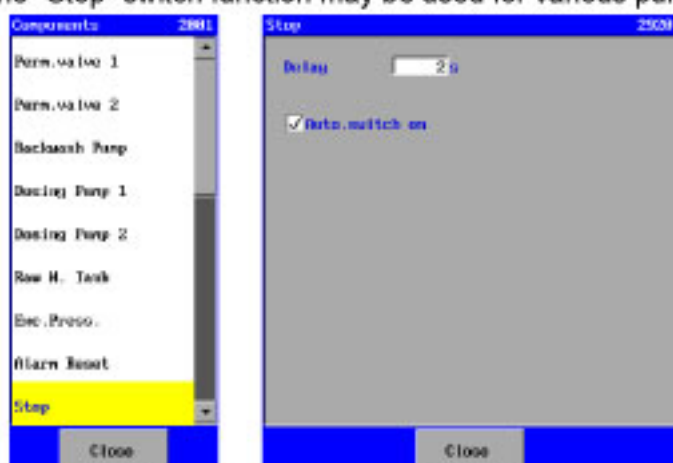 "Stop" switch function may be used for various
Components 2001
Perm.valve 1
Perm.valve 2
Backwash Pump
Dosing Pump 1
Dosing Pump 2
Raw W. Tank
Exc.Press.
Alarm Reset
Stop
Close
Stop 2920
Delay 2 s
Auto.switch on
Close